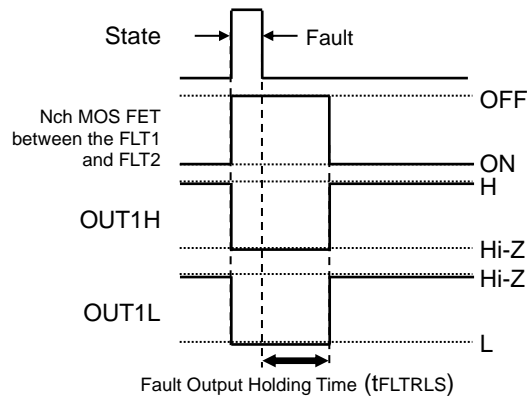 State
Fault
OFF
Nch MOS FET
between the FLT1
and FLT2
ON
H
OUT1H
Hi-Z
Hi-Z
OUT1L
L
Fault Output Holding Time (tFLTRLS)